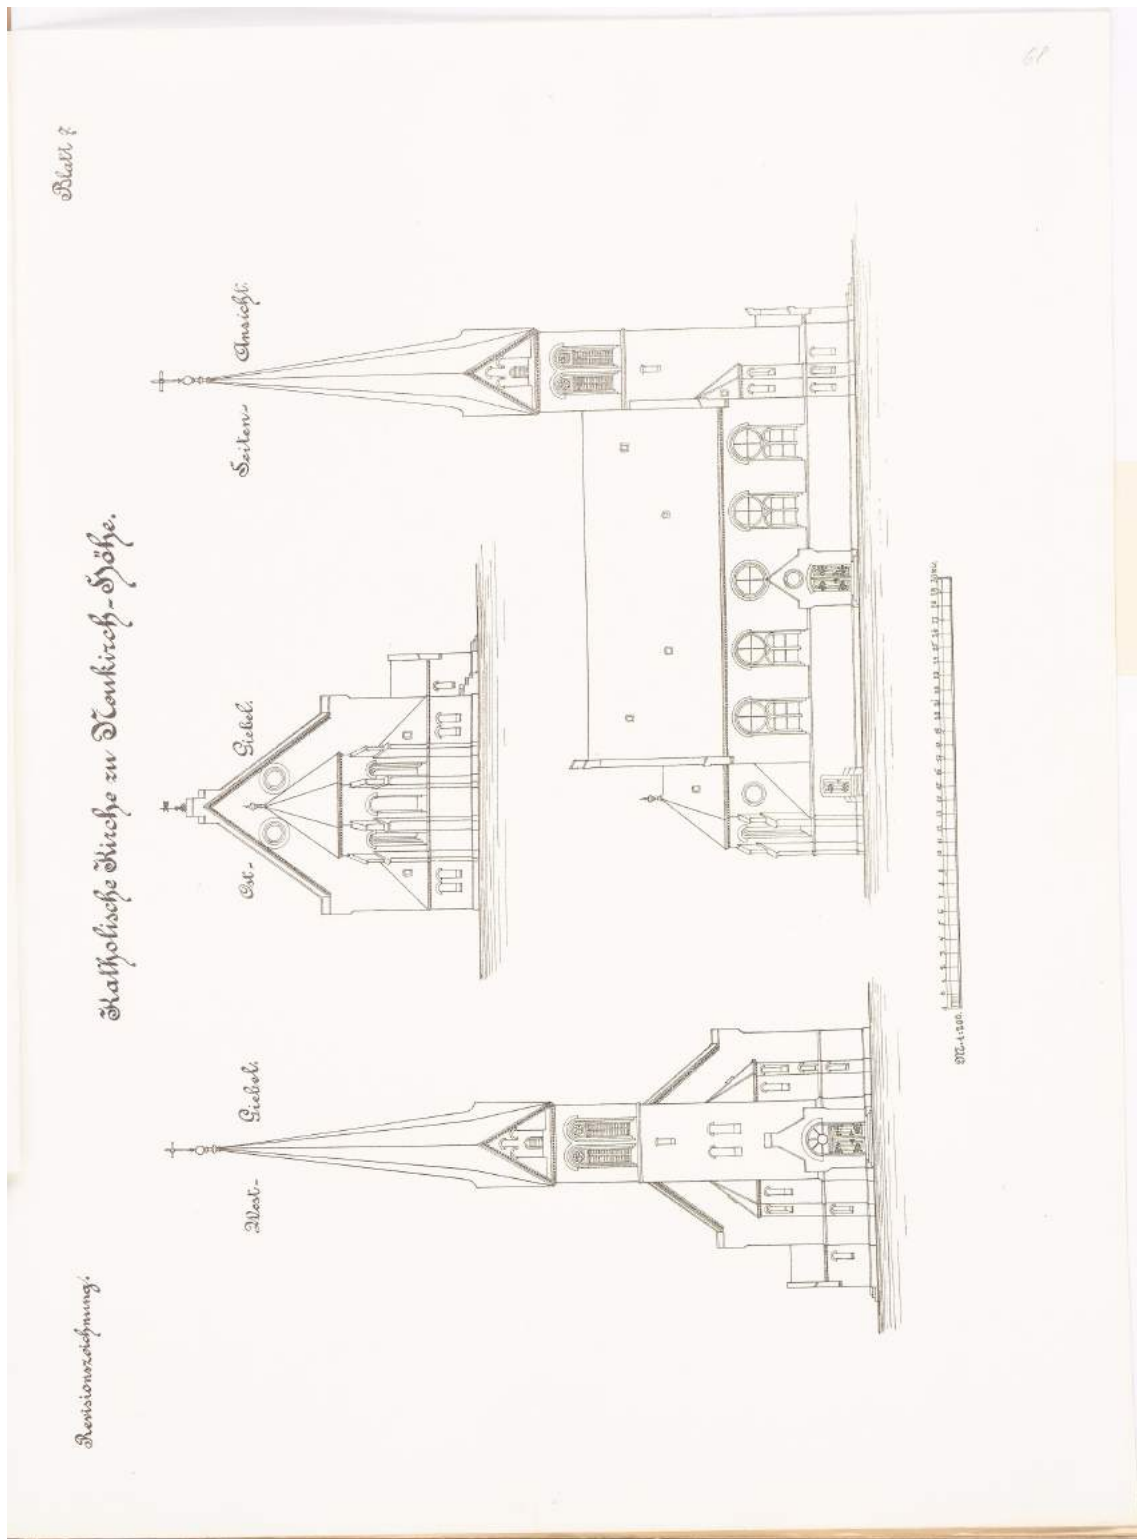 Revisionszeichnung.
Blatt 7.
Katholische Kirche zu Neukirch-Höhe.
West- Giebel.
Ost- Giebel.
Seiten- Ansicht.
M. 1:200.